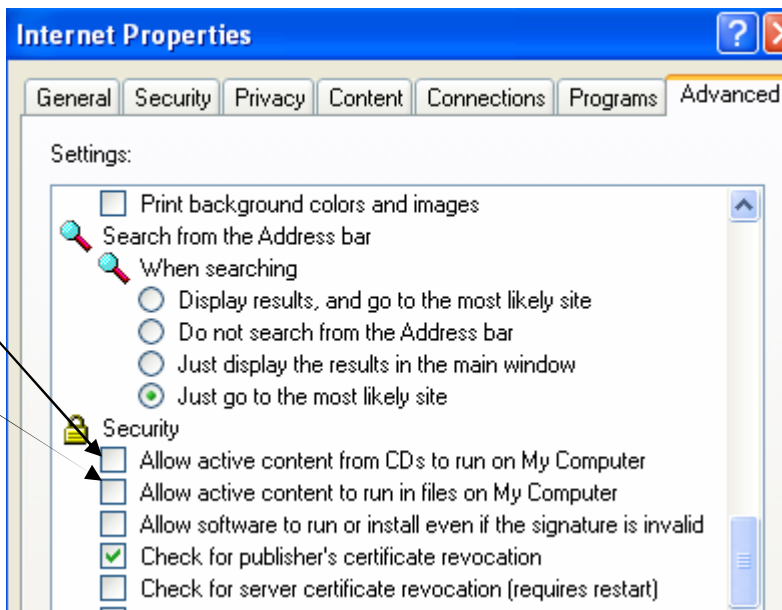 Internet Properties
General Security Privacy Content Connections Programs Advanced
Settings:
Print background colors and images
Search from the Address bar
When searching
Display results, and go to the most likely site
Do not search from the Address bar
Just display the results in the main window
Just go to the most likely site
Security
Allow active content from CDs to run on My Computer
Allow active content to run in files on My Computer
Allow software to run or install even if the signature is invalid
Check for publisher's certificate revocation
Check for server certificate revocation (requires restart)